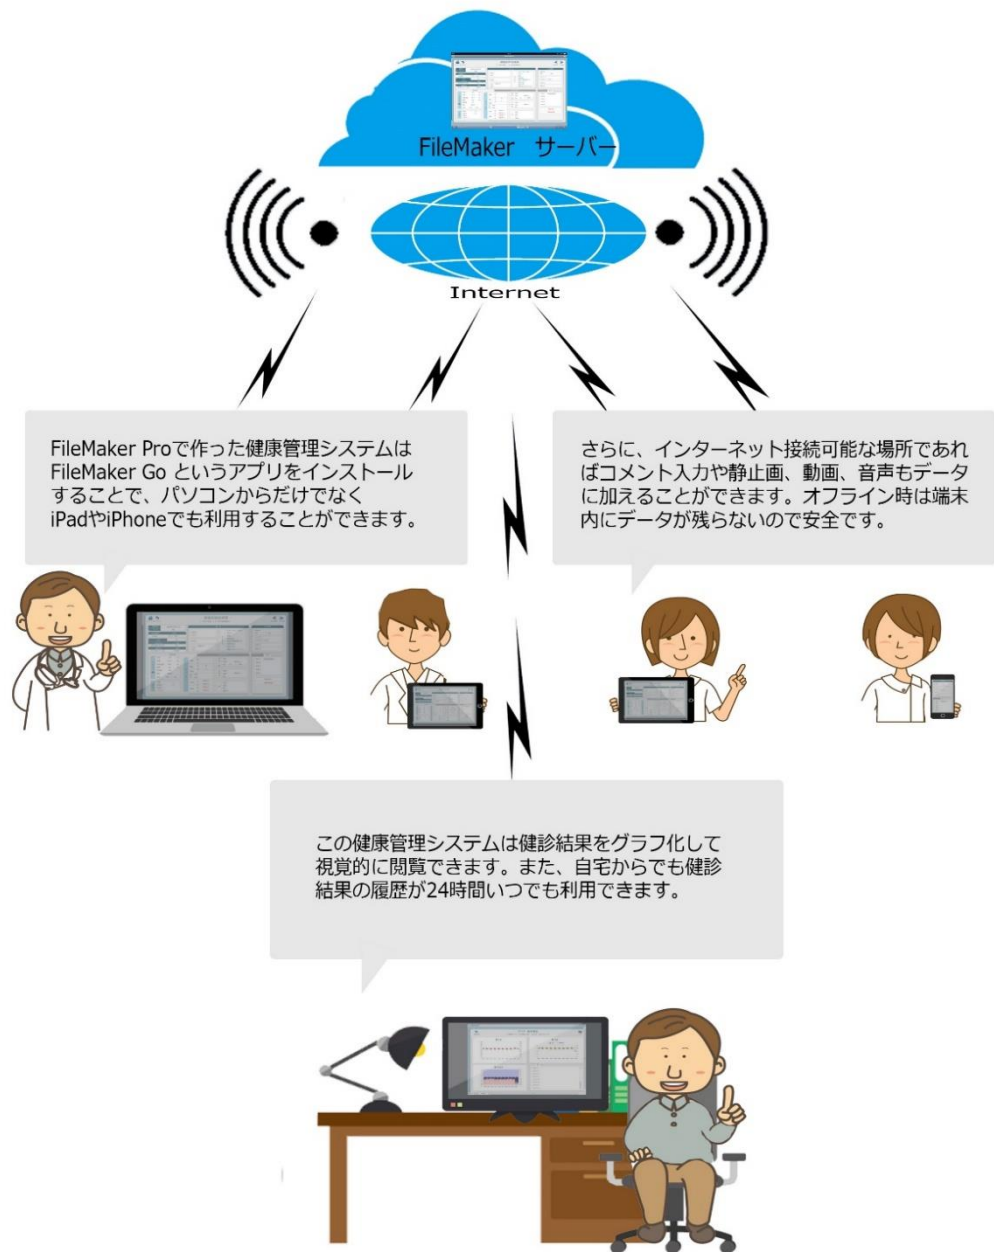 FileMaker サーバー
Internet
FileMaker Proで作った健康管理システムは
FileMaker Go というアプリをインストール
することで、パソコンからだけでなく
iPadやiPhoneでも利用することができます。
さらに、インターネット接続可能な場所であれ
ばコメント入力や静止画、動画、音声もデータ
に加えることができます。オフライン時は端末
内にデータが残らないので安全です。
この健康管理システムは健診結果をグラフ化して
視覚的に閲覧できます。また、自宅からでも健診
結果の履歴が24時間いつでも利用できます。